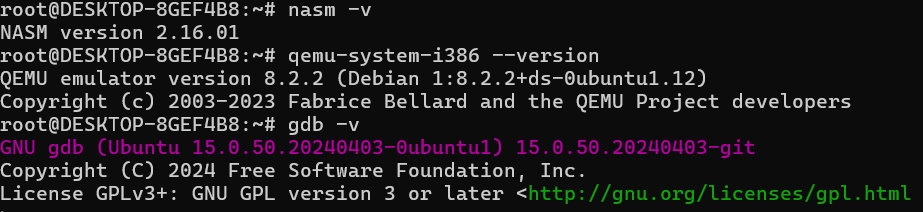 root@DESKTOP-8GEF4B8:~# nasm -v
NASM version 2.16.01
root@DESKTOP-8GEF4B8:~# qemu-system-i386 --version
QEMU emulator version 8.2.2 (Debian 1:8.2.2+ds-0ubuntu1.12)
Copyright (c) 2003-2023 Fabrice Bellard and the QEMU Project developers
root@DESKTOP-8GEF4B8:~# gdb -v
GNU gdb (Ubuntu 15.0.50.20240403-0ubuntu1) 15.0.50.20240403-git
Copyright (C) 2024 Free Software Foundation, Inc.
License GPLv3+: GNU GPL version 3 or later <http://gnu.org/licenses/gpl.html